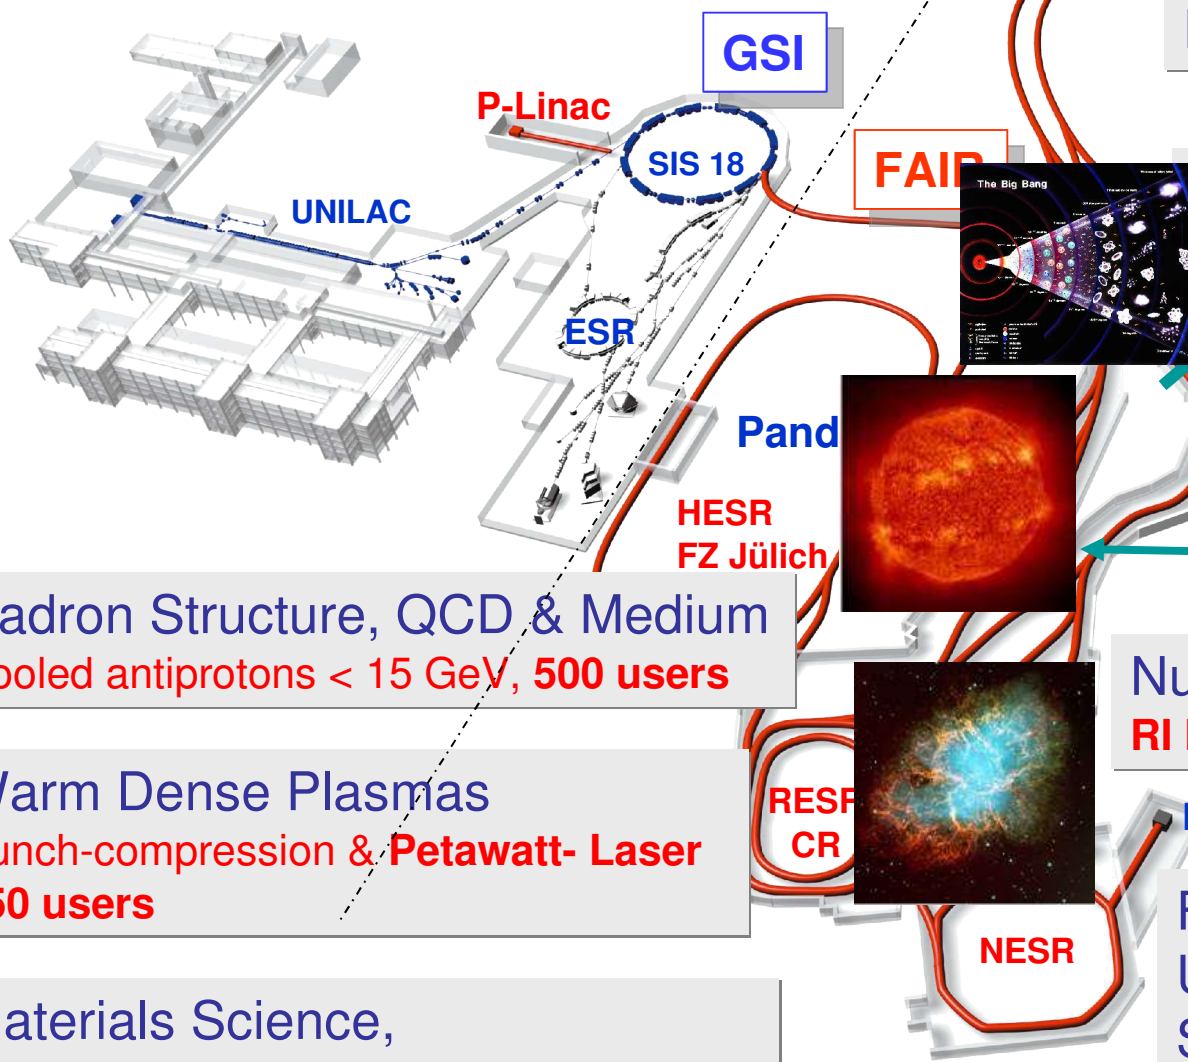 GSI
P-Linac
SIS 18
FAIR
The Big Bang
UNILAC
ESR
Pand
HESR
FZ Jülich
adron Structure, QCD & Medium
ooled antiprotons < 15 GeV, 500 users
Nu
RI
Warm Dense Plasmas
unch-compression & Petawatt- Laser
50 users
RESR
CR
NESR
aterials Science,